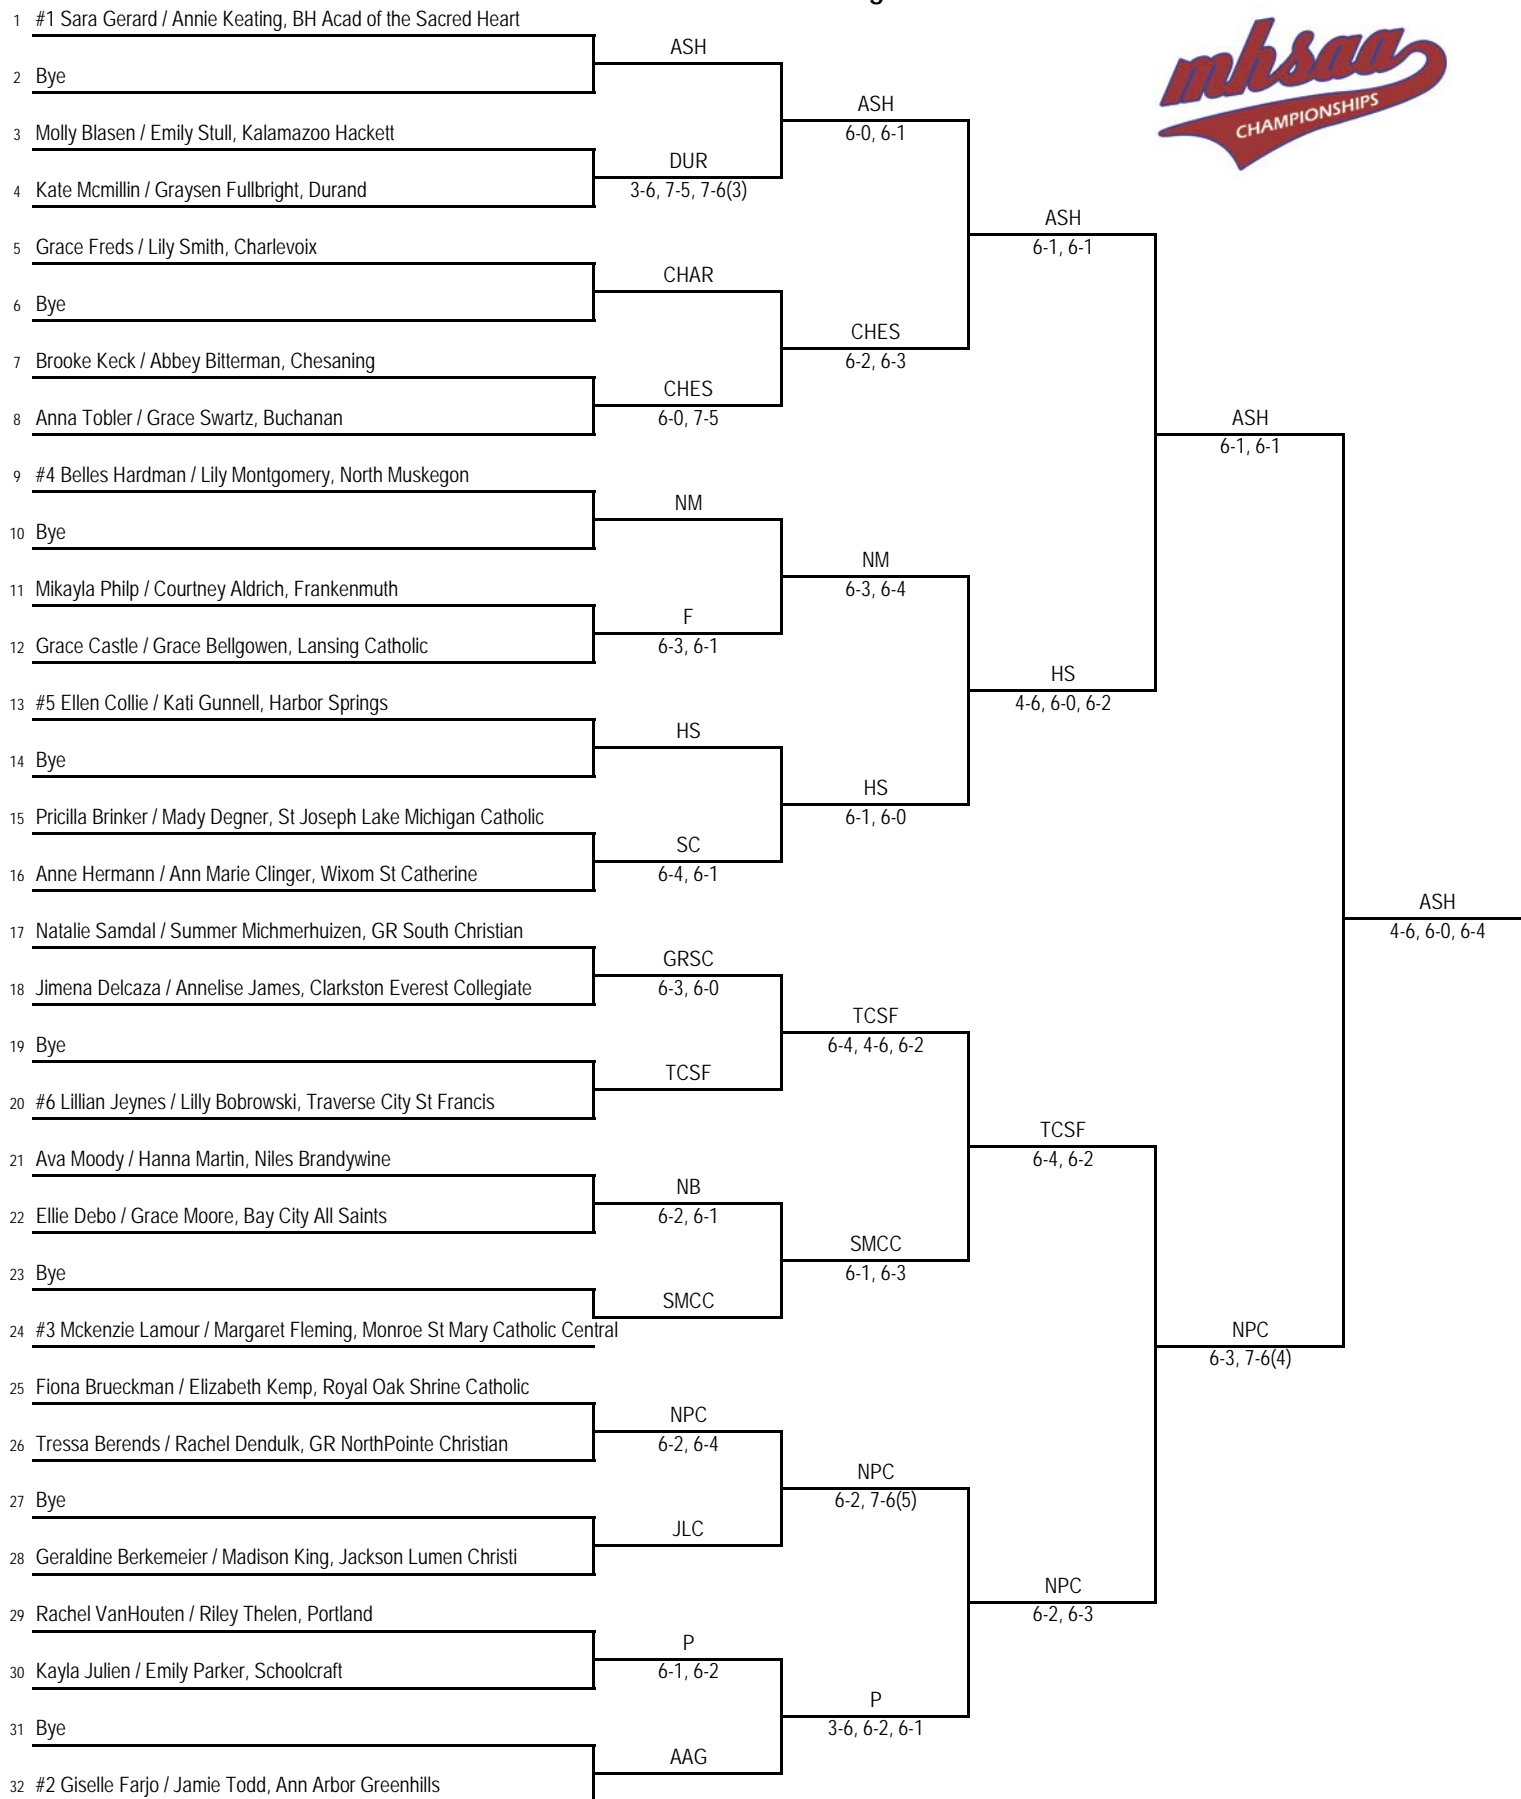 1 #1 Sara Gerard / Annie Keating, BH Acad of the Sacred Heart
ASH
2 Bye
ASH
6-0, 6-1
mhsaa
CHAMPIONSHIPS
3 Molly Blasen / Emily Stull, Kalamazoo Hackett
DUR
3-6, 7-5, 7-6(3)
4 Kate Mcmillin / Graysen Fullbright, Durand
ASH
6-1, 6-1
5 Grace Freds / Lily Smith, Charlevoix
CHAR
6 Bye
CHES
6-2, 6-3
7 Brooke Keck / Abbey Bitterman, Chesaning
CHES
6-0, 7-5
8 Anna Tobler / Grace Swartz, Buchanan
ASH
6-1, 6-1
9 #4 Belles Hardman / Lily Montgomery, North Muskegon
NM
10 Bye
NM
6-3, 6-4
11 Mikayla Philp / Courtney Aldrich, Frankenmuth
F
6-3, 6-1
12 Grace Castle / Grace Bellgowen, Lansing Catholic
HS
4-6, 6-0, 6-2
13 #5 Ellen Collie / Kati Gunnell, Harbor Springs
HS
14 Bye
HS
6-1, 6-0
15 Pricilla Brinker / Mady Degner, St Joseph Lake Michigan Catholic
SC
6-4, 6-1
16 Anne Hermann / Ann Marie Clinger, Wixom St Catherine
ASH
4-6, 6-0, 6-4
17 Natalie Samdal / Summer Michmerhuizen, GR South Christian
GRSC
6-3, 6-0
18 Jimena Delcaza / Annelise James, Clarkston Everest Collegiate
TCSF
6-4, 4-6, 6-2
19 Bye
TCSF
20 #6 Lillian Jeynes / Lilly Bobrowski, Traverse City St Francis
TCSF
6-4, 6-2
21 Ava Moody / Hanna Martin, Niles Brandywine
NB
6-2, 6-1
22 Ellie Debo / Grace Moore, Bay City All Saints
SMCC
6-1, 6-3
23 Bye
SMCC
24 #3 Mckenzie Lamour / Margaret Fleming, Monroe St Mary Catholic Central
NPC
6-3, 7-6(4)
25 Fiona Brueckman / Elizabeth Kemp, Royal Oak Shrine Catholic
NPC
6-2, 6-4
26 Tressa Berends / Rachel Dendulk, GR NorthPointe Christian
NPC
6-2, 7-6(5)
27 Bye
JLC
28 Geraldine Berkemeier / Madison King, Jackson Lumen Christi
NPC
6-2, 6-3
29 Rachel VanHouten / Riley Thelen, Portland
P
6-1, 6-2
30 Kayla Julien / Emily Parker, Schoolcraft
P
3-6, 6-2, 6-1
31 Bye
AAG
32 #2 Giselle Farjo / Jamie Todd, Ann Arbor Greenhills